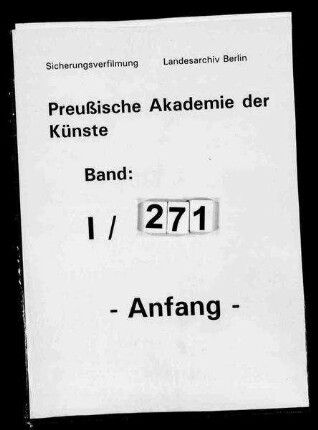 Sicherungsverfilmung Landesarchiv Berlin
Preußische Akademie der
Künste
Band:
I / 271
- Anfang -